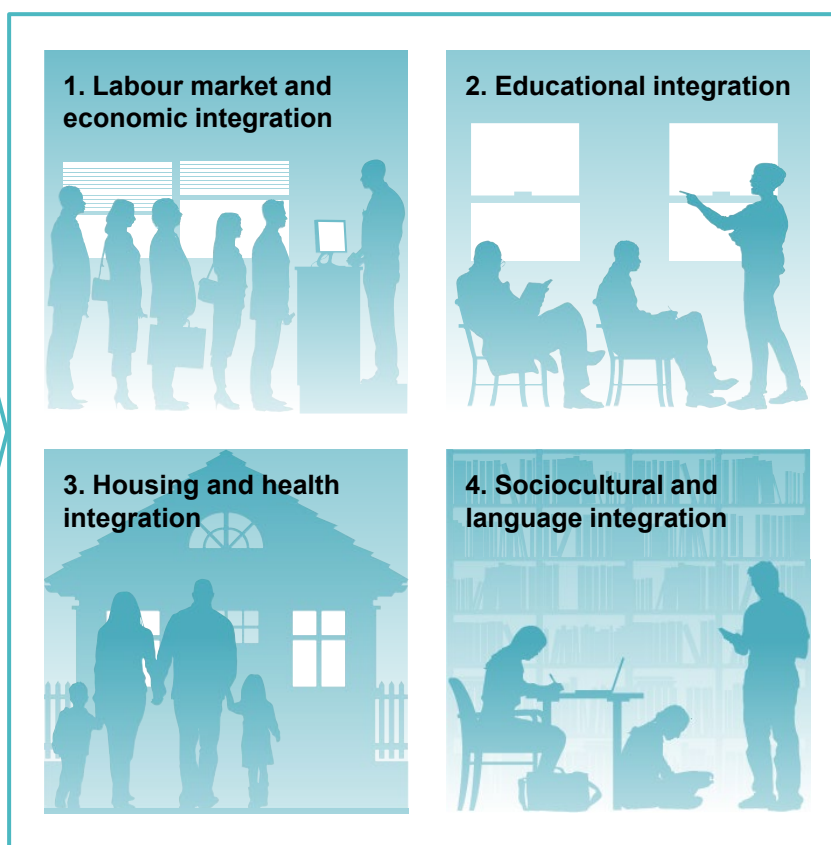 1. Labour market and
economic integration
2. Educational integration
3. Housing and health
integration
4. Sociocultural and
language integration